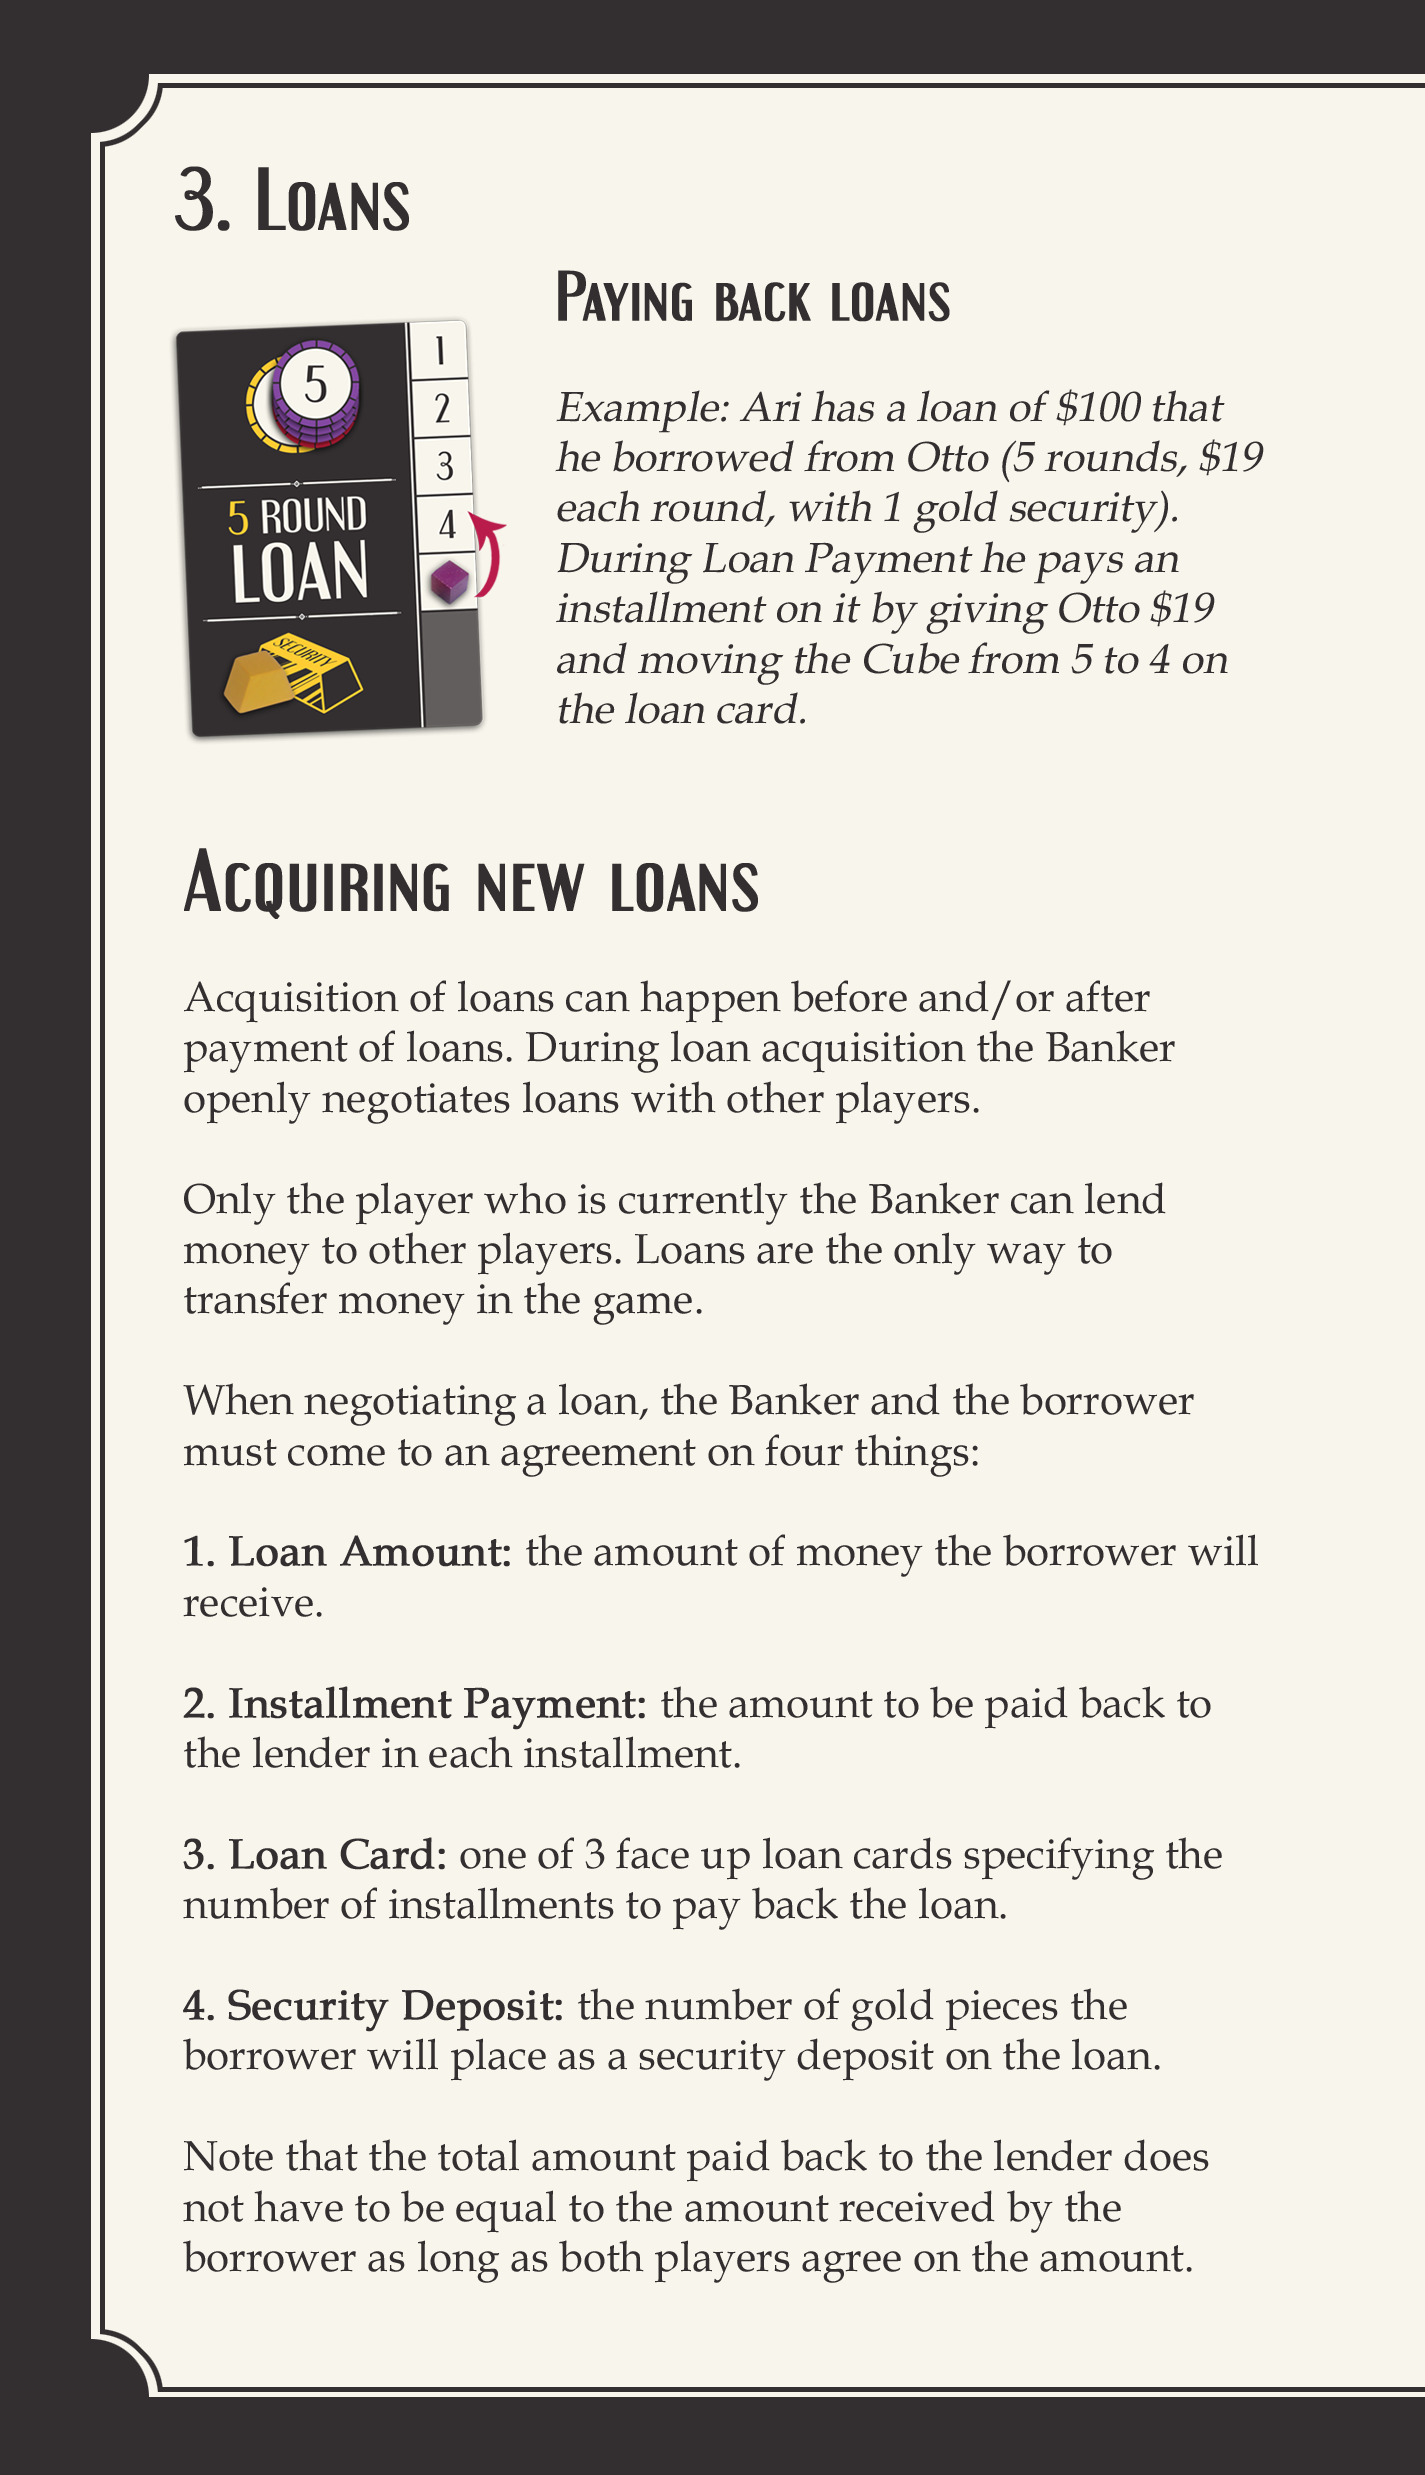 3. Loans
5
5 ROUND
LOAN
SECURITY
1
2
3
4
Paying back loans
Example: Ari has a loan of $100 that
he borrowed from Otto (5 rounds, $19
each round, with 1 gold security).
During Loan Payment he pays an
installment on it by giving Otto $19
and moving the Cube from 5 to 4 on
the loan card.
Acquiring new loans
Acquisition of loans can happen before and/or after
payment of loans. During loan acquisition the Banker
openly negotiates loans with other players.
Only the player who is currently the Banker can lend
money to other players. Loans are the only way to
transfer money in the game.
When negotiating a loan, the Banker and the borrower
must come to an agreement on four things:
1. Loan Amount: the amount of money the borrower will
receive.
2. Installment Payment: the amount to be paid back to
the lender in each installment.
3. Loan Card: one of 3 face up loan cards specifying the
number of installments to pay back the loan.
4. Security Deposit: the number of gold pieces the
borrower will place as a security deposit on the loan.
Note that the total amount paid back to the lender does
not have to be equal to the amount received by the
borrower as long as both players agree on the amount.